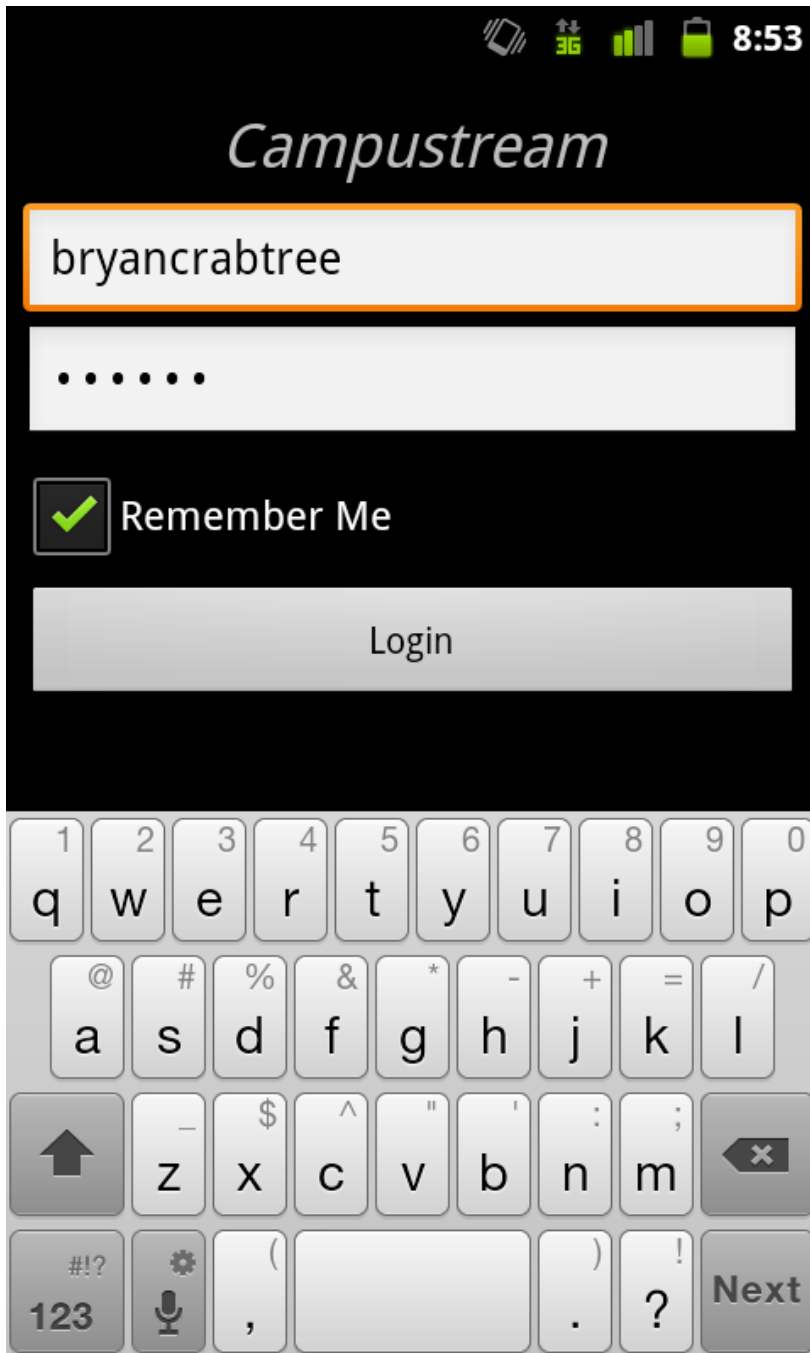 3G 8:53
Campustream
bryancrabtree
••••••
Remember Me
Login
1 2 3 4 5 6 7 8 9 0
q w e r t y u i o p
@ # % & * - + = /
a s d f g h j k l
_ $ ^ " ' : ;
z x c v b n m
#!? ( ) !
123 , . ? Next